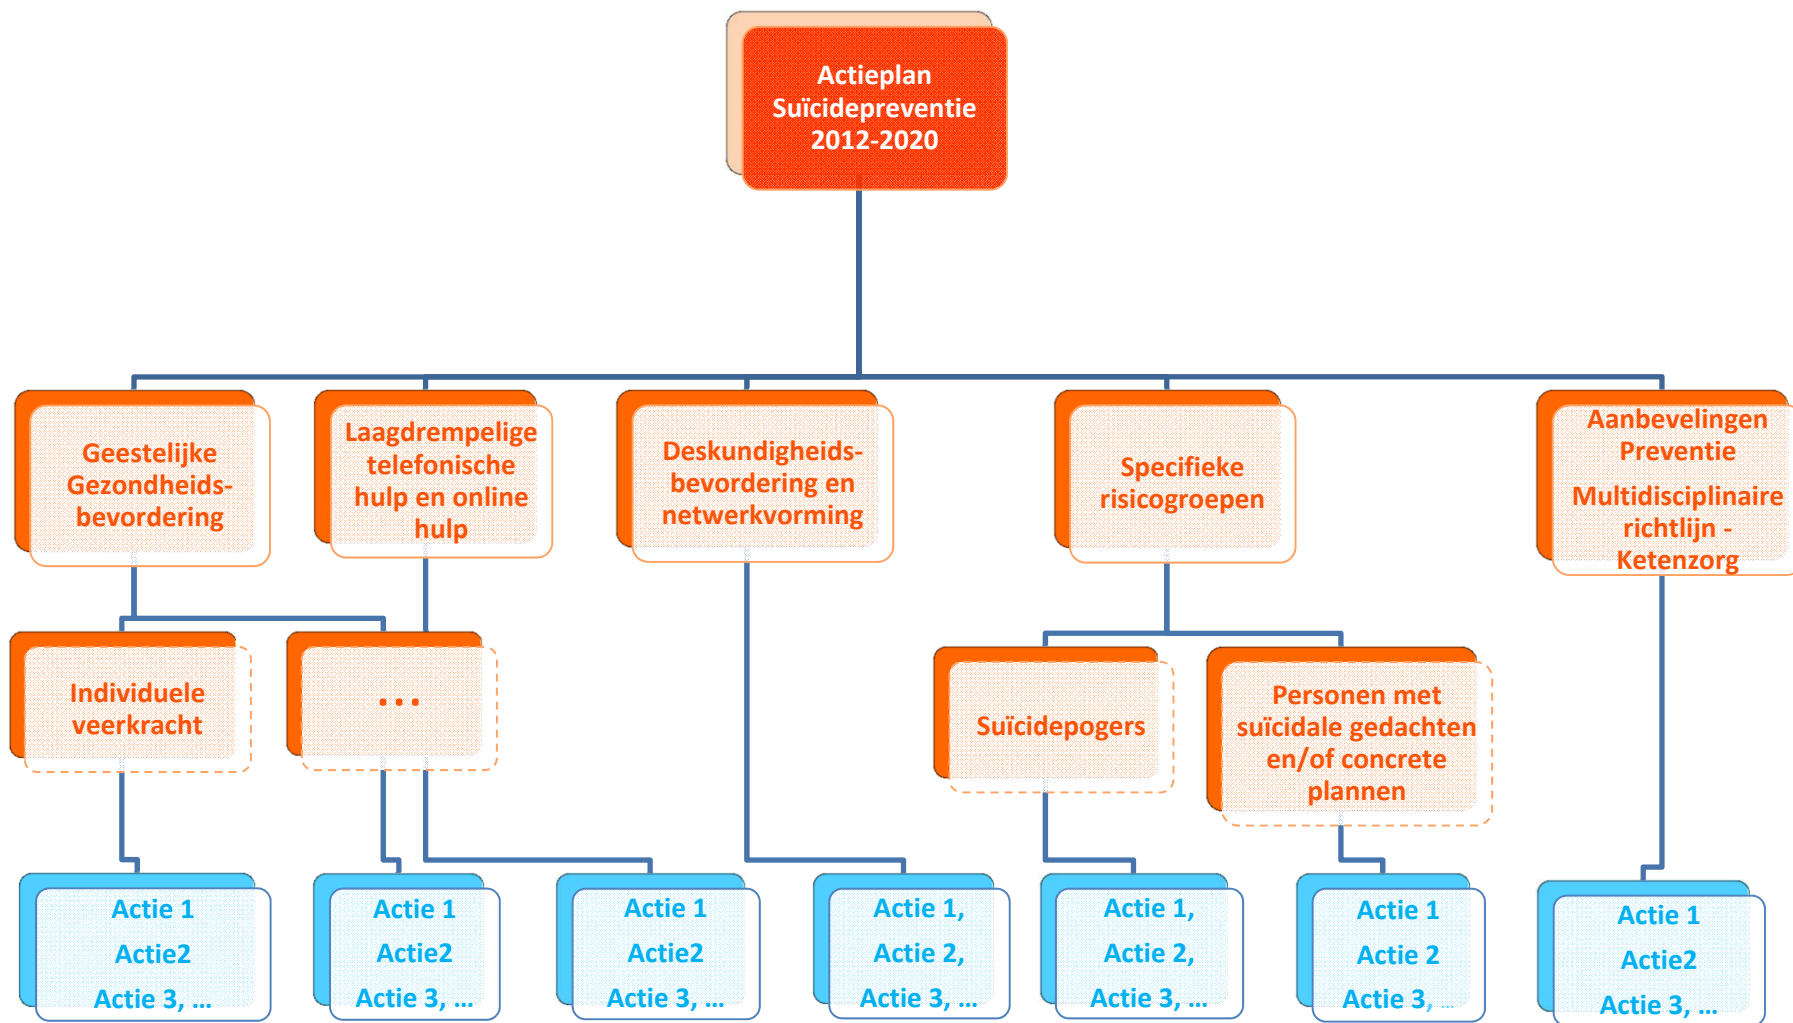 Actieplan
Suïcidepreventie
2012-2020
Geestelijke
Gezondheids-
bevordering
Laagdrempelige
telefonische
hulp en online
hulp
Deskundigheids-
bevordering en
netwerkvorming
Specifieke
risicogroepen
Aanbevelingen
Preventie
Multidisciplinaire
richtlijn -
Ketenzorg
Individuele
veerkracht
...
Suïcidepogers
Personen met
suïcidale gedachten
en/of concrete
plannen
Actie 1
Actie2
Actie 3, ...
Actie 1
Actie2
Actie 3, ...
Actie 1
Actie2
Actie 3, ...
Actie 1,
Actie 2,
Actie 3, ...
Actie 1,
Actie 2,
Actie 3, ...
Actie 1
Actie 2
Actie 3, ...
Actie 1
Actie2
Actie 3, ...